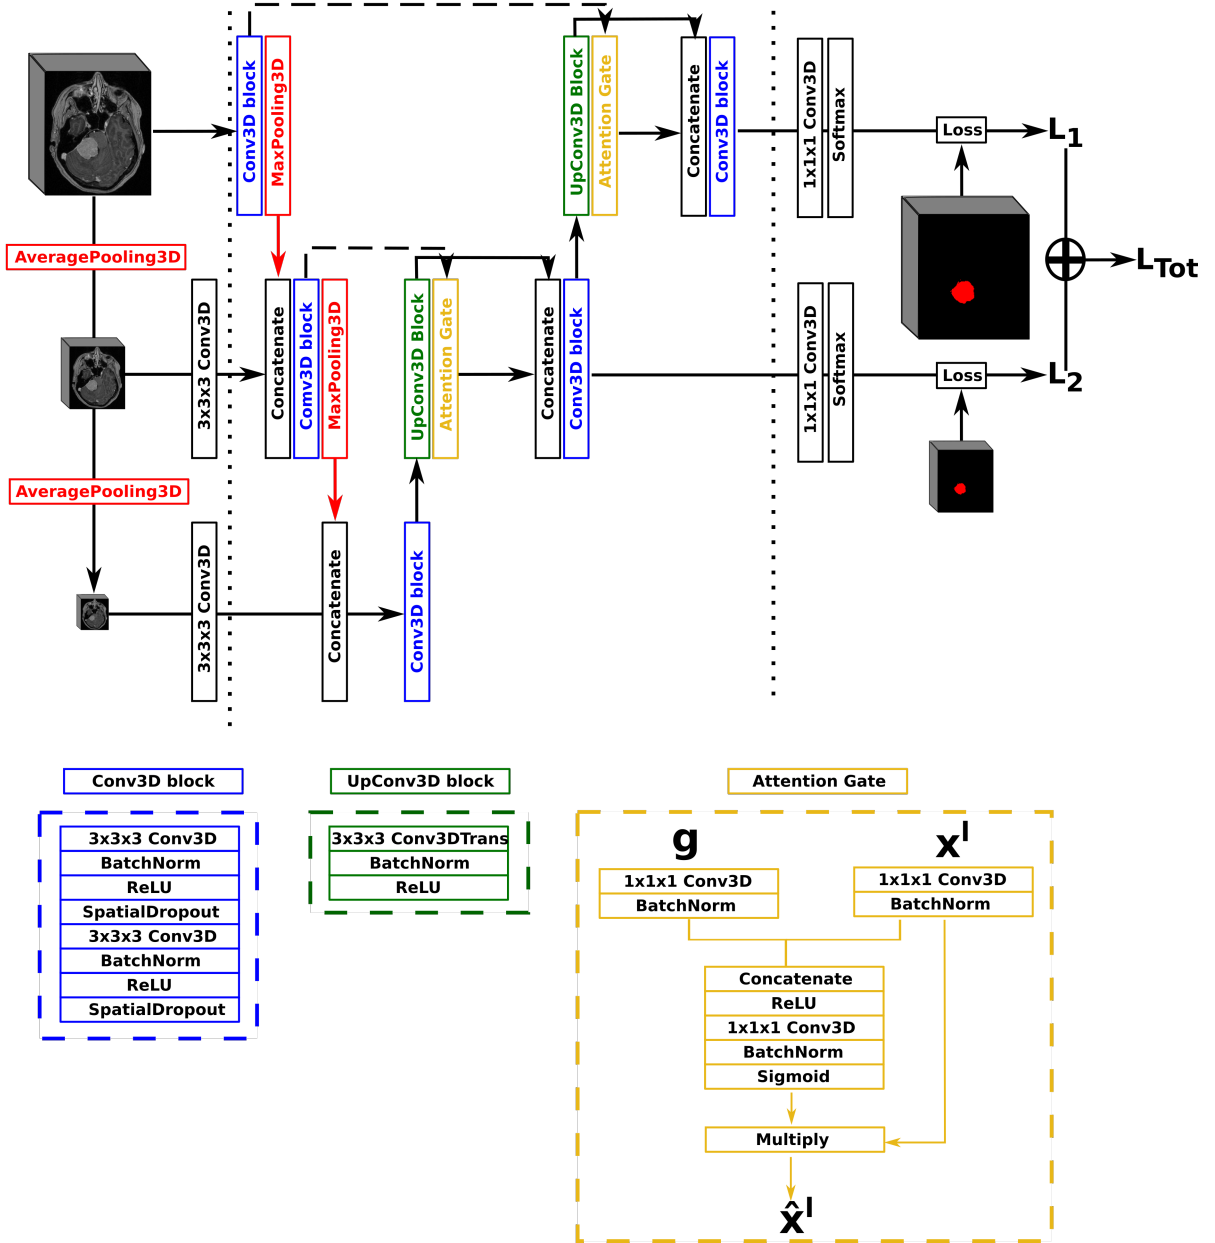 Conv3D block
MaxPooling3D
UpConv3D Block
Attention Gate
Concatenate
Conv3D block
1x1x1 Conv3D
Softmax
Loss
L1
AveragePooling3D
3x3x3 Conv3D
Concatenate
Comv3D block
MaxPooling3D
UpConv3D Block
Attention Gate
Concatenate
Conv3D block
1x1x1 Conv3D
Softmax
Loss
L2
LTot
AveragePooling3D
3x3x3 Conv3D
Concatenate
Conv3D block
Conv3D block
3x3x3 Conv3D
BatchNorm
ReLU
SpatialDropout
3x3x3 Conv3D
BatchNorm
ReLU
SpatialDropout
UpConv3D block
3x3x3 Conv3DTrans
BatchNorm
ReLU
Attention Gate
g
1x1x1 Conv3D
BatchNorm
xl
1x1x1 Conv3D
BatchNorm
Concatenate
ReLU
1x1x1 Conv3D
BatchNorm
Sigmoid
Multiply
x̂l